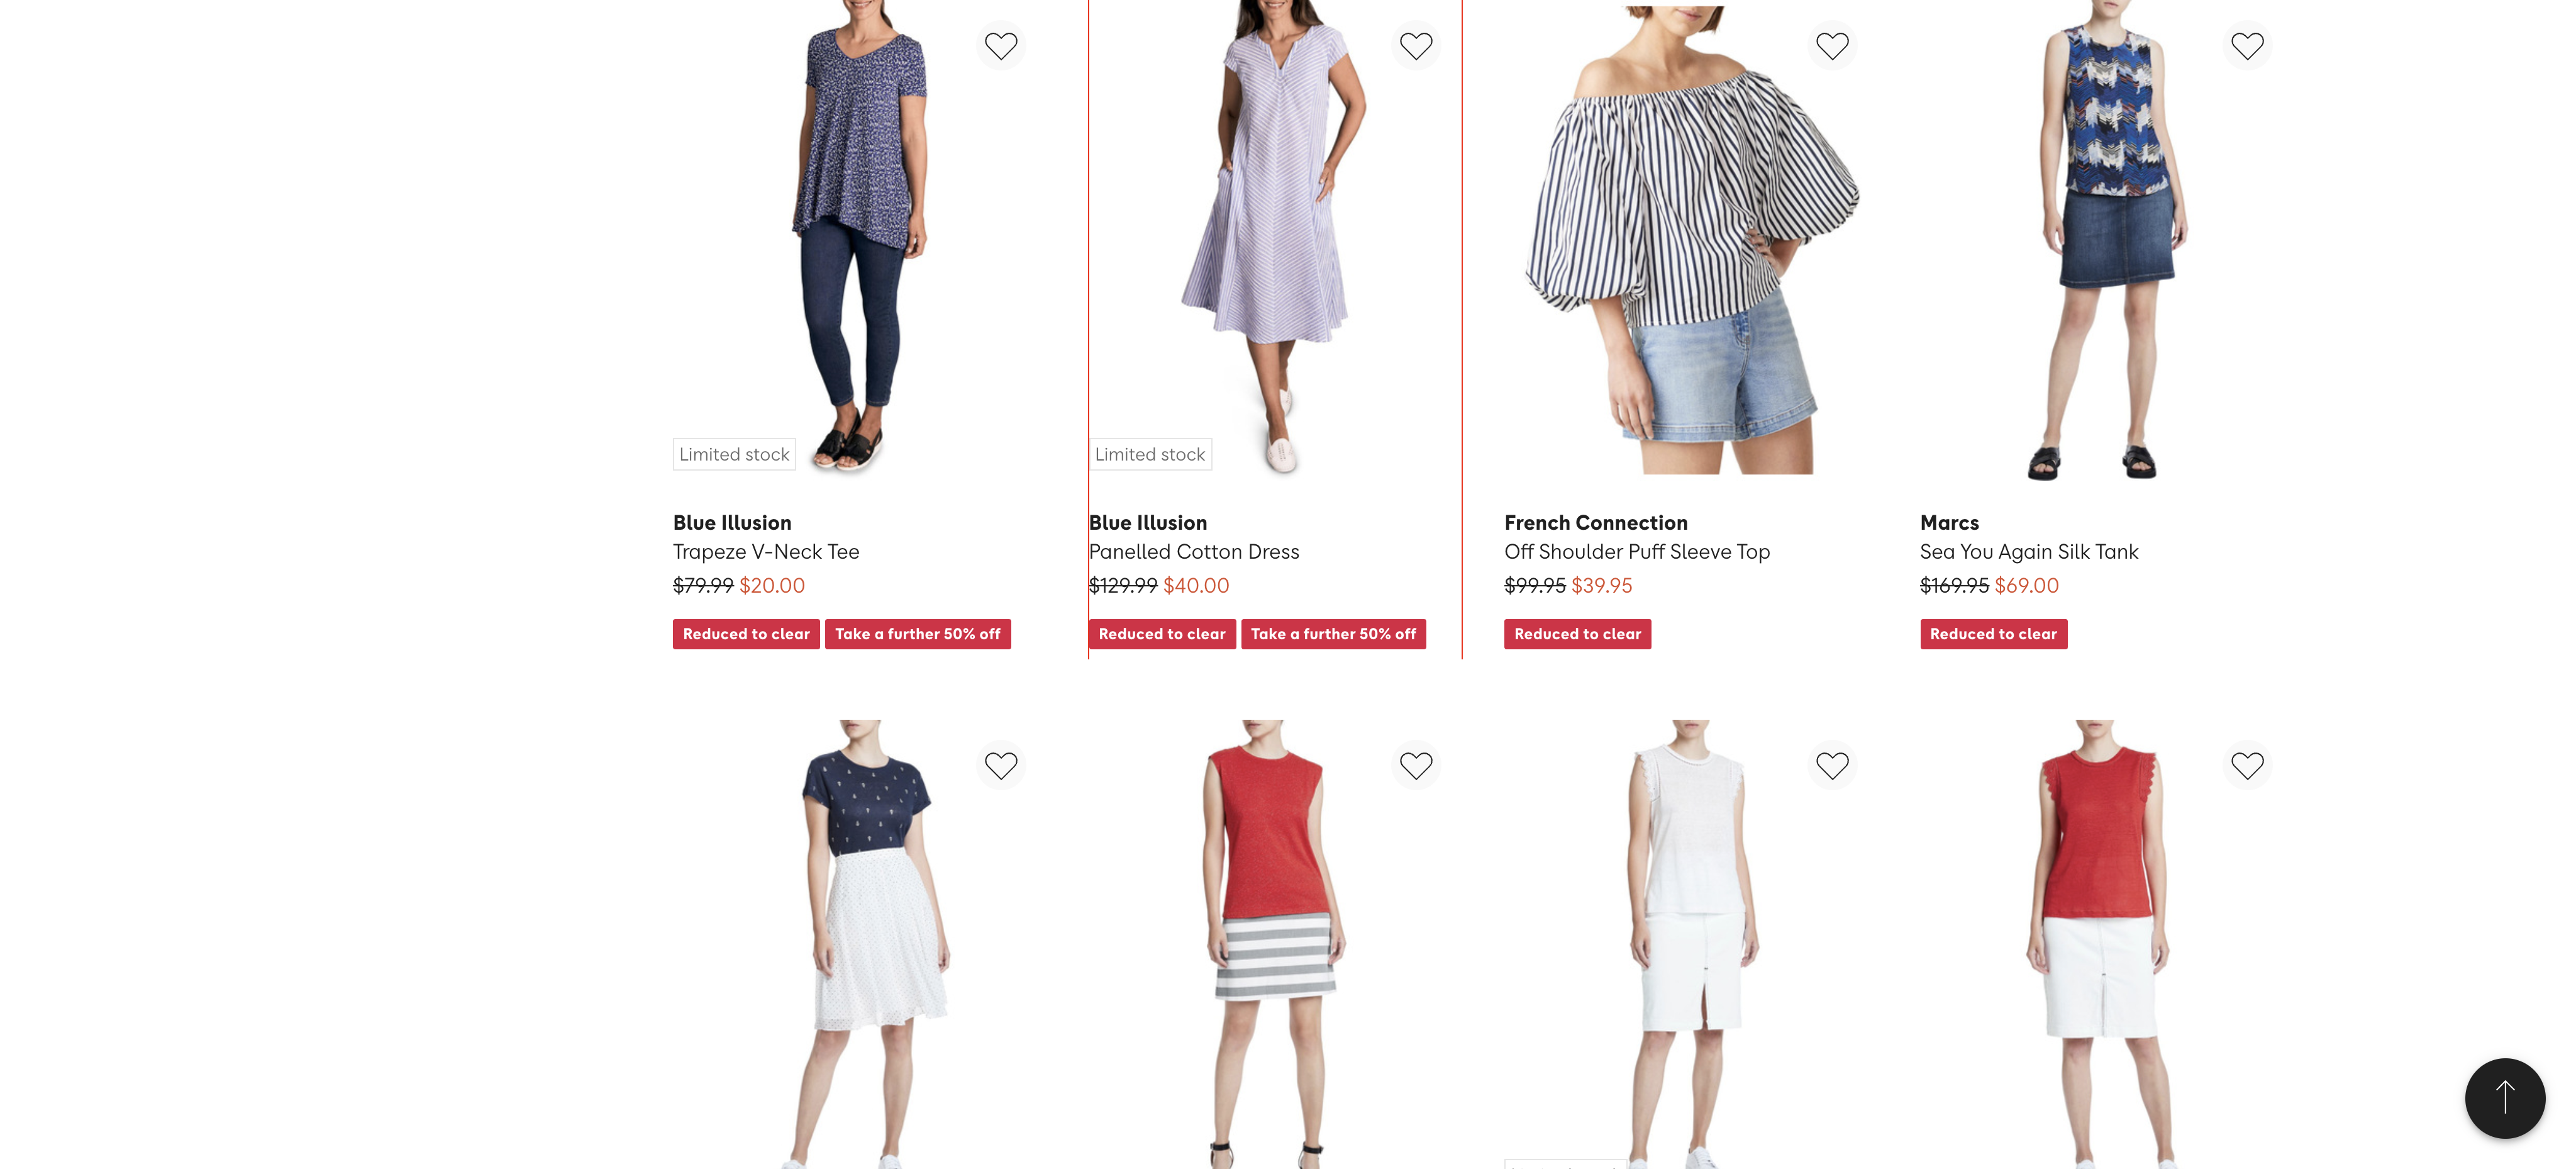 Limited stock
Limited stock
Blue Illusion
Trapeze V-Neck Tee
$79.99 $20.00
Reduced to clear Take a further 50% off
Blue Illusion
Panelled Cotton Dress
$129.99 $40.00
Reduced to clear Take a further 50% off
French Connection
Off Shoulder Puff Sleeve Top
$99.95 $39.95
Reduced to clear
Marcs
Sea You Again Silk Tank
$169.95 $69.00
Reduced to clear